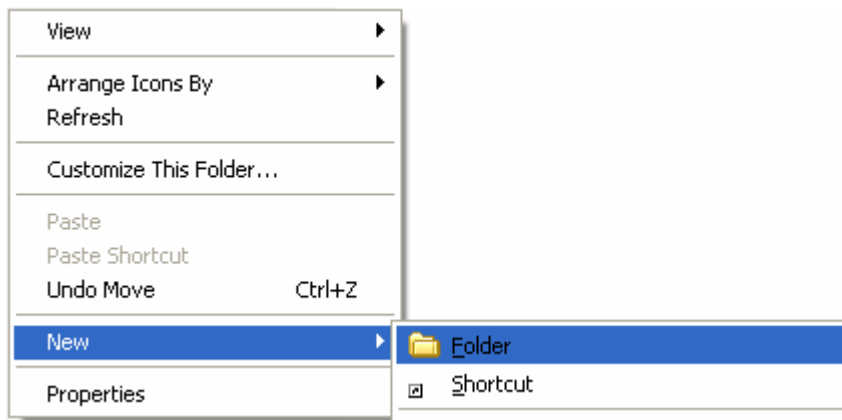 View
Arrange Icons By
Refresh
Customize This Folder...
Paste
Paste Shortcut
Undo Move Ctrl+Z
New
Folder
Shortcut
Properties